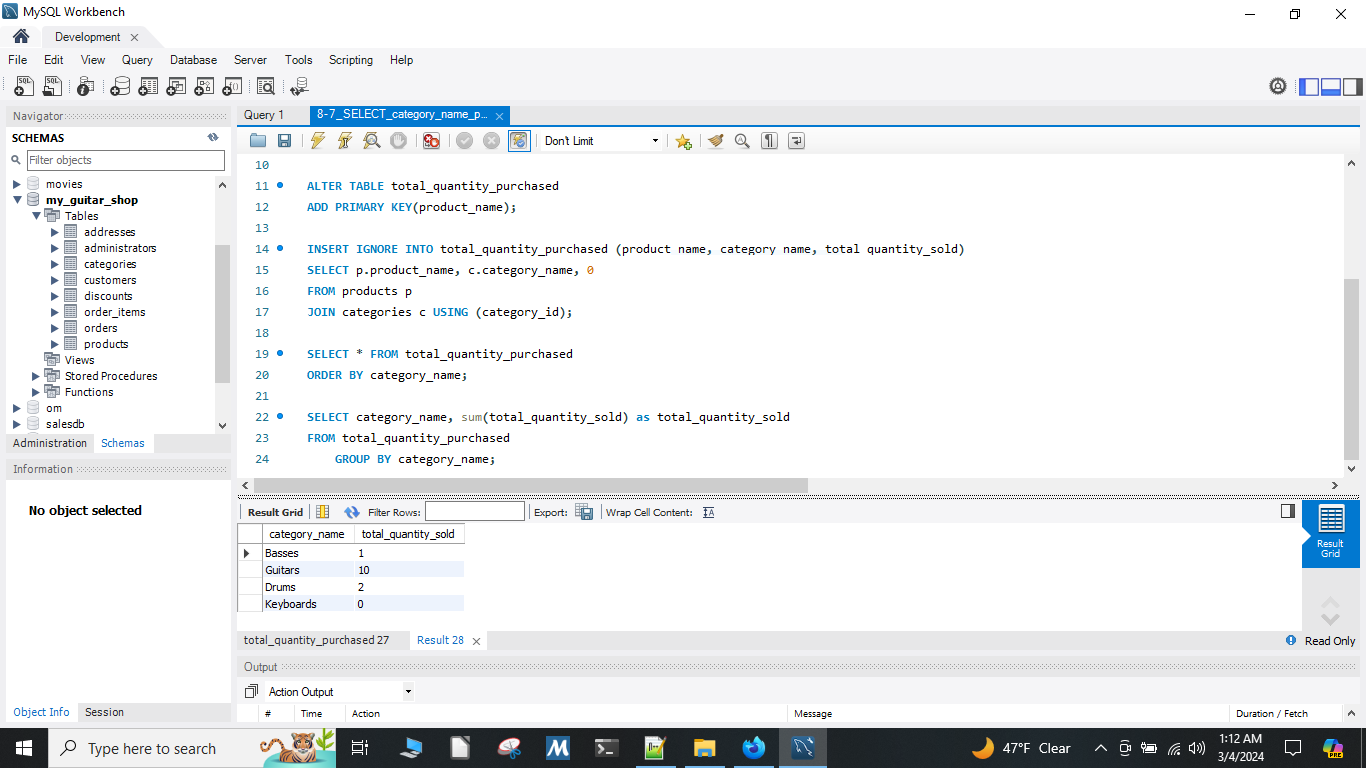 MySQL Workbench
Development
File Edit View Query Database Server Tools Scripting Help
Navigator
SCHEMAS
Filter objects
movies
my_guitar_shop
Tables
addresses
administrators
categories
customers
discounts
order_items
orders
products
Views
Stored Procedures
Functions
om
salesdb
Administration Schemas
Information
No object selected
Object Info Session
Query 1 8-7_SELECT_category_name_p...
Don't Limit
10
11 ALTER TABLE total_quantity_purchased
12 ADD PRIMARY KEY(product_name);
13
14 INSERT IGNORE INTO total_quantity_purchased (product_name, category_name, total_quantity_sold)
15 SELECT p.product_name, c.category_name, 0
16 FROM products p
17 JOIN categories c USING (category_id);
18
19 SELECT * FROM total_quantity_purchased
20 ORDER BY category_name;
21
22 SELECT category_name, sum(total_quantity_sold) as total_quantity_sold
23 FROM total_quantity_purchased
24 GROUP BY category_name;
Result Grid Filter Rows: Export: Wrap Cell Content:
category_name total_quantity_sold
Basses 1
Guitars 10
Drums 2
Keyboards 0
Result
Grid
total_quantity_purchased 27 Result 28 Read Only
Output
Action Output
# Time Action Message Duration / Fetch
Type here to search
47°F Clear
1:12 AM
3/4/2024